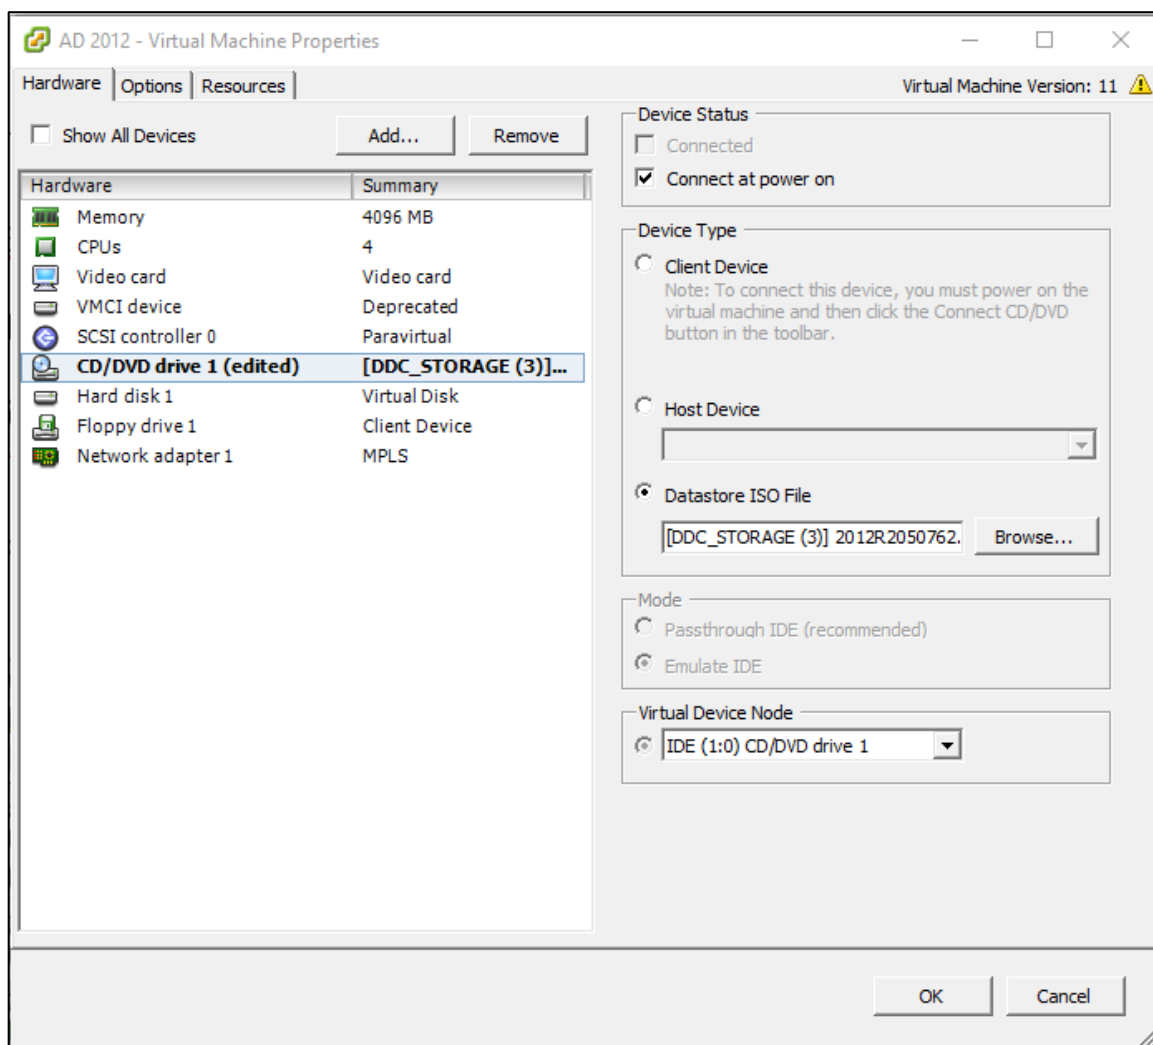 AD 2012 - Virtual Machine Properties
Hardware Options Resources Virtual Machine Version: 11
Show All Devices Add... Remove
Hardware Summary
Memory 4096 MB
CPUs 4
Video card Video card
VMCI device Deprecated
SCSI controller 0 Paravirtual
CD/DVD drive 1 (edited) [DDC_STORAGE (3)]...
Hard disk 1 Virtual Disk
Floppy drive 1 Client Device
Network adapter 1 MPLS
Device Status
Connected
Connect at power on
Device Type
Client Device
Note: To connect this device, you must power on the
virtual machine and then click the Connect CD/DVD
button in the toolbar.
Host Device
Datastore ISO File
[DDC_STORAGE (3)] 2012R2050762. Browse...
Mode
Passthrough IDE (recommended)
Emulate IDE
Virtual Device Node
IDE (1:0) CD/DVD drive 1
OK Cancel